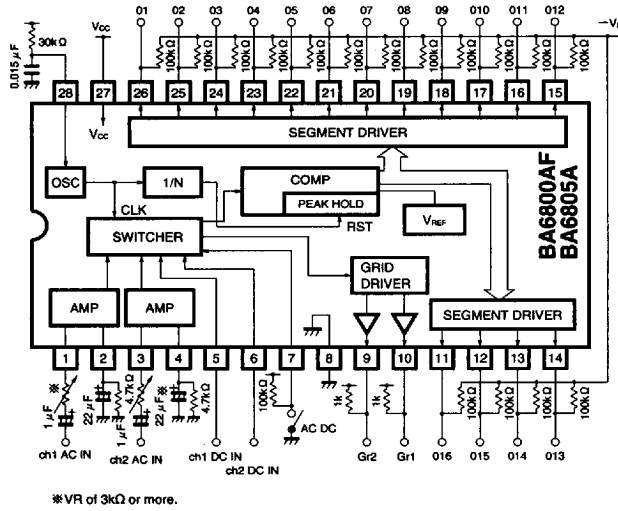 01 02 03 04 05 06 07 08 09 010 011 012
30kΩ Vcc 100kΩ 100kΩ 100kΩ 100kΩ 100kΩ 100kΩ 100kΩ 100kΩ 100kΩ 100kΩ 100kΩ 100kΩ
0.015 μF
28 27 26 25 24 23 22 21 20 19 18 17 16 15
Vcc
SEGMENT DRIVER
OSC 1/N COMP
PEAK HOLD
CLK RST VREF
SWITCHER
BA6800AF
BA6805A
GRID
DRIVER
AMP AMP SEGMENT DRIVER
1 2 3 4 5 6 7 8 9 10 11 12 13 14
※ 1 μF 22 μF 4.7kΩ 1 μF 22 μF ※ 4.7kΩ 100kΩ 1k 1k 100kΩ 100kΩ 100kΩ 100kΩ
AC DC
ch1 AC IN ch2 AC IN ch1 DC IN Gr2 Gr1 016 015 014 013
ch2 DC IN
※VR of 3kΩ or more.